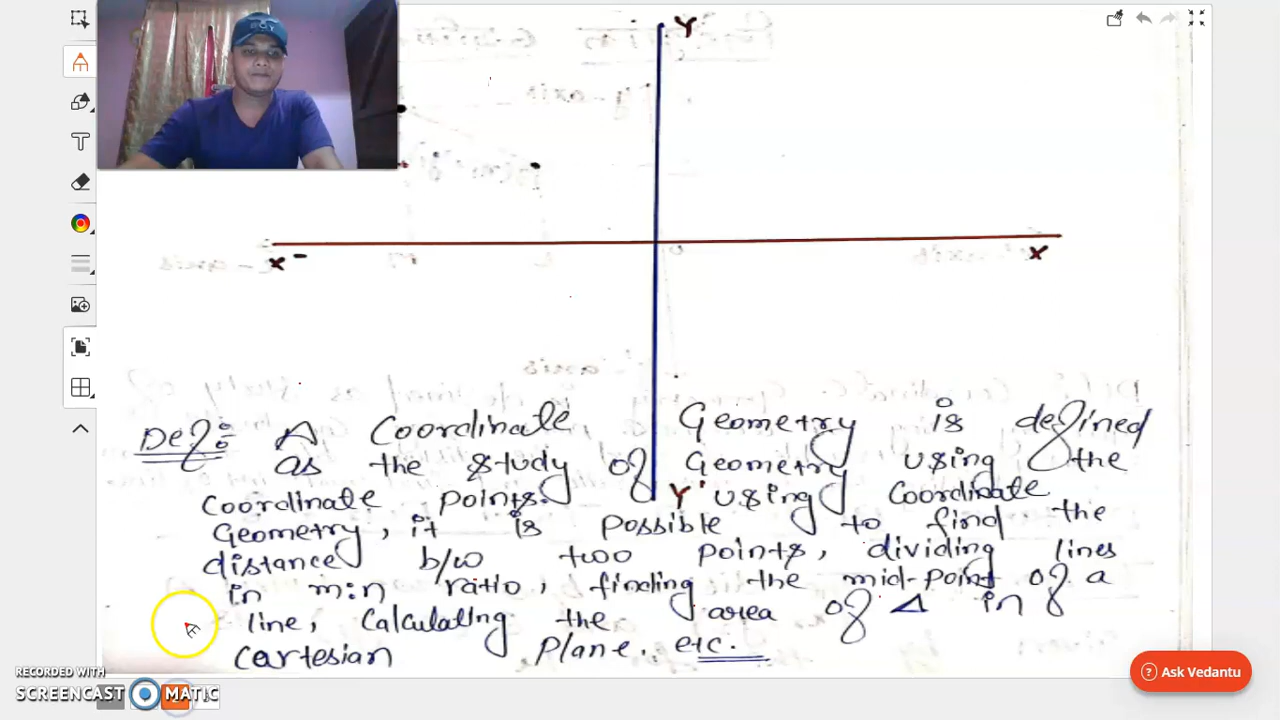 Y
X-
X
Def: A Coordinate Geometry is defined
as the study of Geometry using the
Coordinate points. Y' using Coordinate
Geometry, it is possible to find the
distance b/w two points, dividing lines
in m:n ratio, finding the mid-point of a
line, Calculating the area of Δ in
Cartesian Plane. etc.
Ask Vedantu
RECORDED WITH
SCREENCAST MATIC